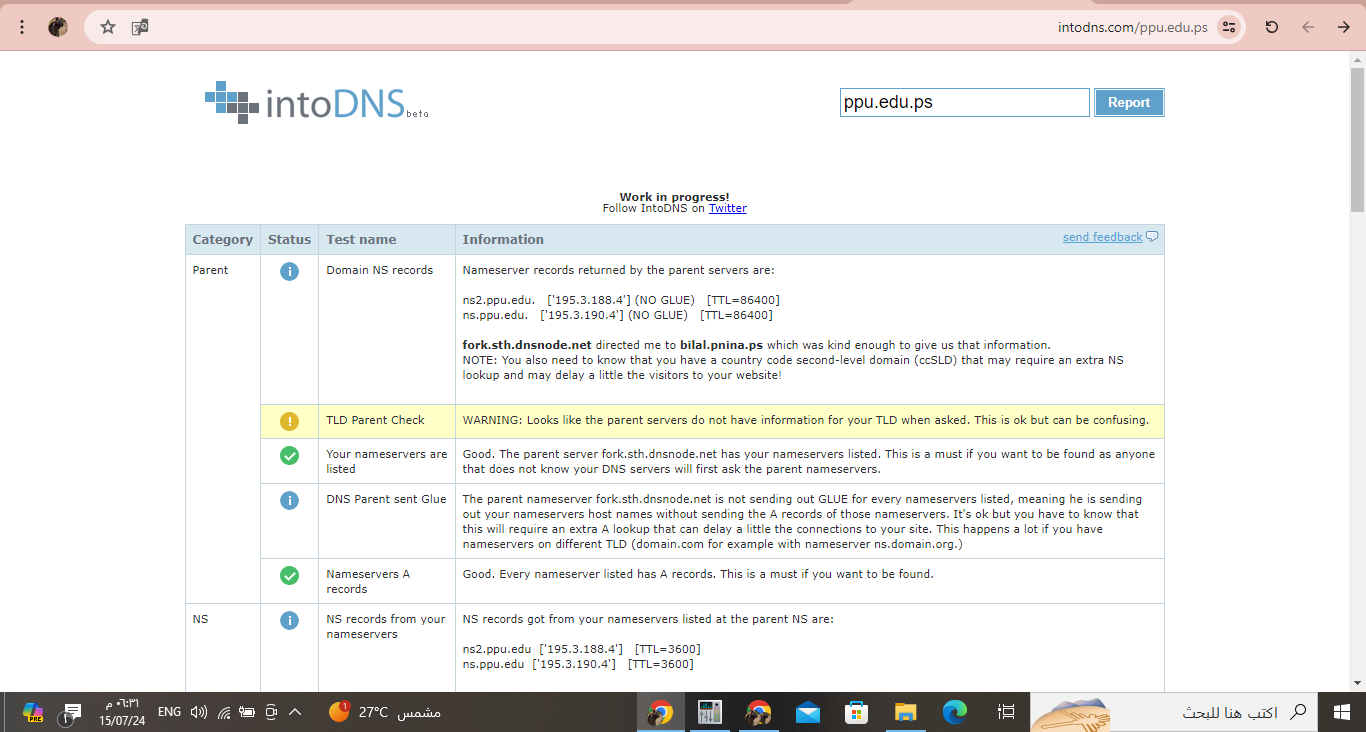 intodns.com/ppu.edu.ps
intoDNS beta
ppu.edu.ps
Report
Work in progress!
Follow IntoDNS on Twitter
Category Status Test name Information send feedback
Parent
Domain NS records
Nameserver records returned by the parent servers are:
ns2.ppu.edu. ['195.3.188.4'] (NO GLUE) [TTL=86400]
ns.ppu.edu. ['195.3.190.4'] (NO GLUE) [TTL=86400]
fork.sth.dnsnode.net directed me to bilal.pnina.ps which was kind enough to give us that information.
NOTE: You also need to know that you have a country code second-level domain (ccSLD) that may require an extra NS
lookup and may delay a little the visitors to your website!
TLD Parent Check
WARNING: Looks like the parent servers do not have information for your TLD when asked. This is ok but can be confusing.
Your nameservers are
listed
Good. The parent server fork.sth.dnsnode.net has your nameservers listed. This is a must if you want to be found as anyone
that does not know your DNS servers will first ask the parent nameservers.
DNS Parent sent Glue
The parent nameserver fork.sth.dnsnode.net is not sending out GLUE for every nameservers listed, meaning he is sending
out your nameservers host names without sending the A records of those nameservers. It's ok but you have to know that
this will require an extra A lookup that can delay a little the connections to your site. This happens a lot if you have
nameservers on different TLD (domain.com for example with nameserver ns.domain.org.)
Nameservers A
records
Good. Every nameserver listed has A records. This is a must if you want to be found.
NS
NS records from your
nameservers
NS records got from your nameservers listed at the parent NS are:
ns2.ppu.edu ['195.3.188.4'] [TTL=3600]
ns.ppu.edu ['195.3.190.4'] [TTL=3600]
PRE
1
٠٦:٣١ م
15/07/24
ENG
1
27°C مشمس
اكتب هنا للبحث